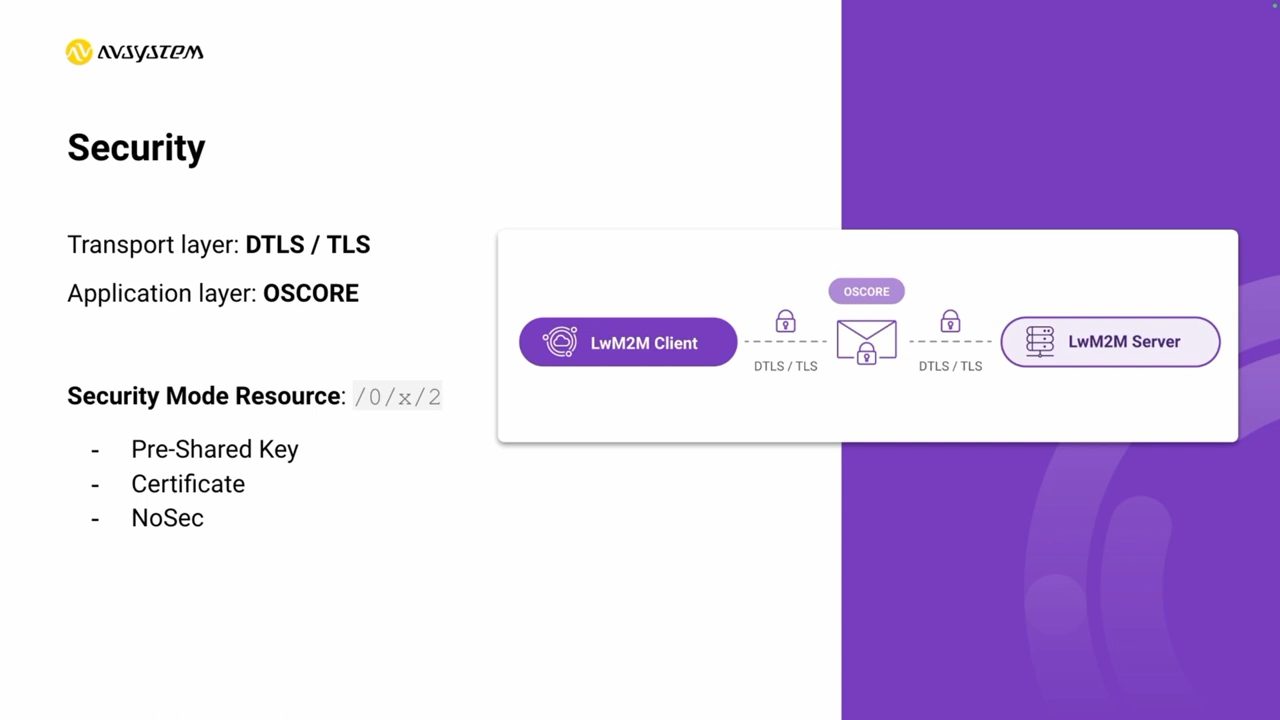 AVSYSTEM
Security
Transport layer: DTLS / TLS
Application layer: OSCORE
Security Mode Resource: /0/x/2
- Pre-Shared Key
- Certificate
- NoSec
OSCORE
LwM2M Client
DTLS / TLS
DTLS / TLS
LwM2M Server